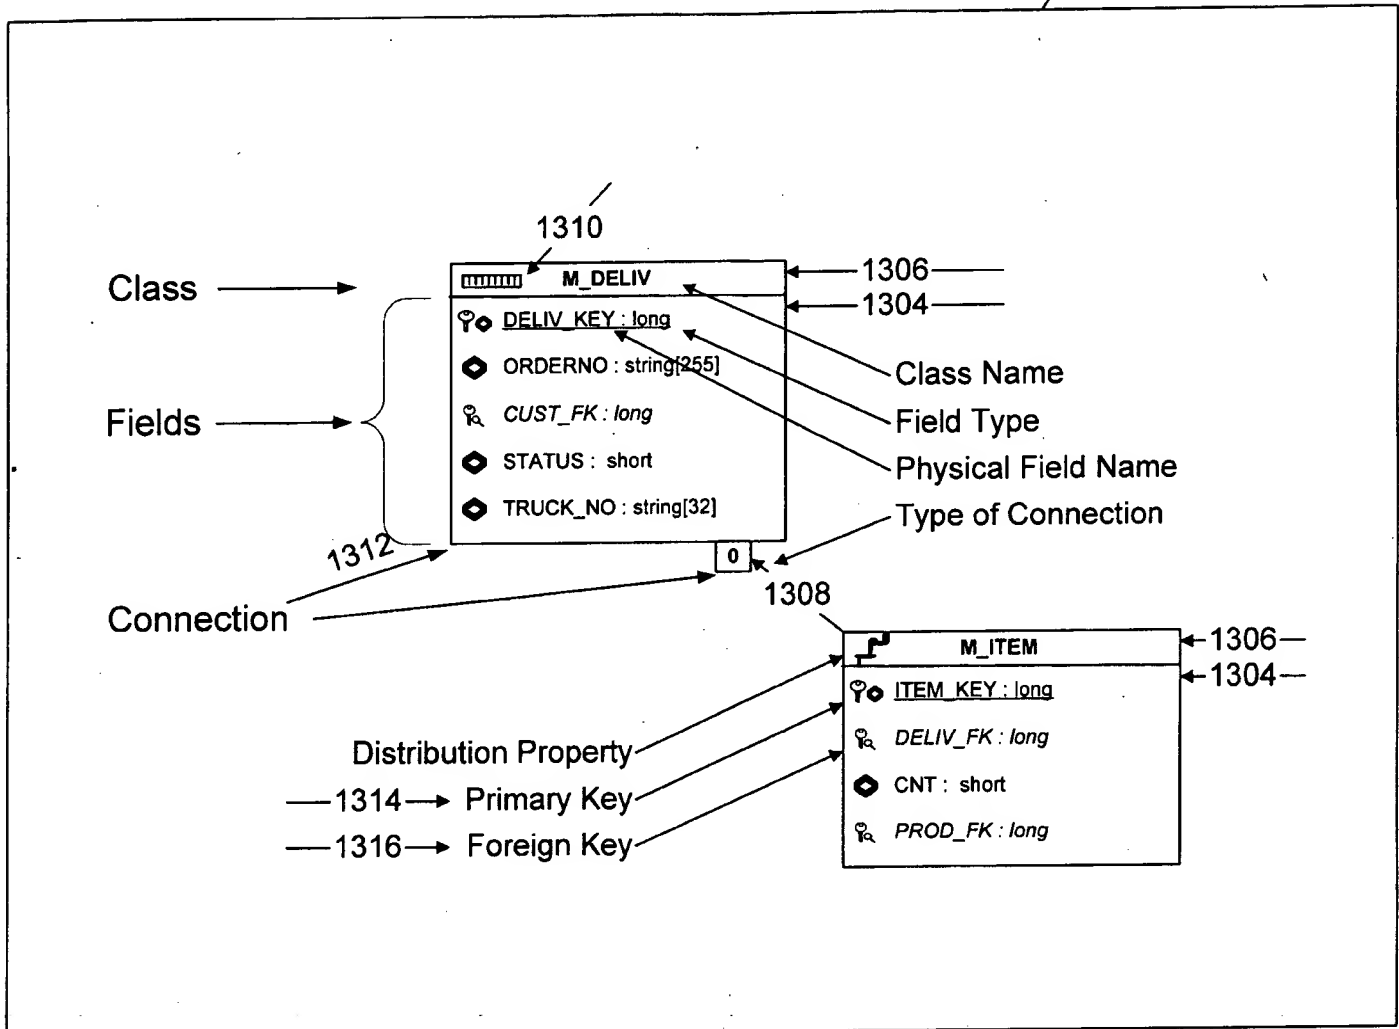 1310
Class
M_DELIV
1306
1304
DELIV_KEY : long
ORDERNO : string[255]
CUST_FK : long
STATUS : short
TRUCK_NO : string[32]
Fields
Class Name
Field Type
Physical Field Name
Type of Connection
1312
0
1308
Connection
M_ITEM
1306
1304
ITEM_KEY : long
DELIV_FK : long
CNT : short
PROD_FK : long
Distribution Property
1314
Primary Key
1316
Foreign Key